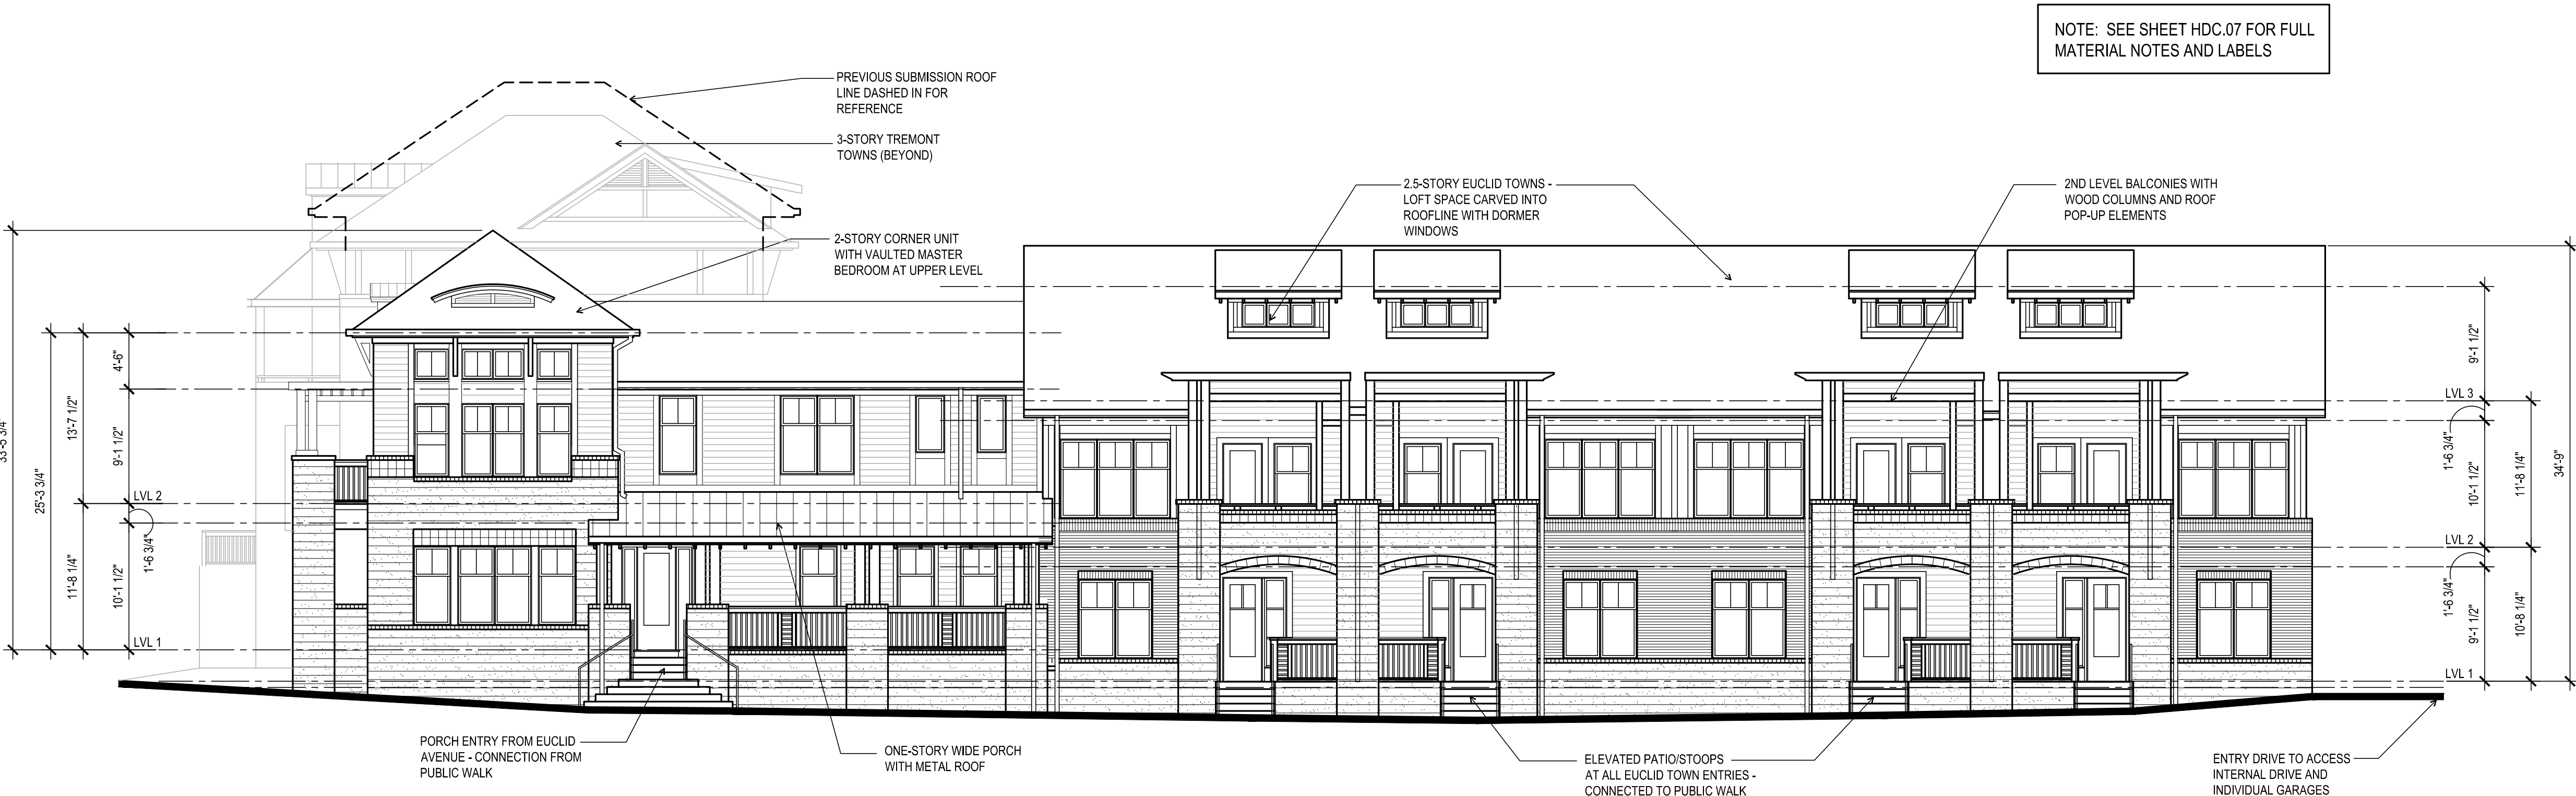 NOTE: SEE SHEET HDC.07 FOR FULL
MATERIAL NOTES AND LABELS
PREVIOUS SUBMISSION ROOF
LINE DASHED IN FOR
REFERENCE
3-STORY TREMONT
TOWNS (BEYOND)
2-STORY CORNER UNIT
WITH VAULTED MASTER
BEDROOM AT UPPER LEVEL
2.5-STORY EUCLID TOWNS -
LOFT SPACE CARVED INTO
ROOFLINE WITH DORMER
WINDOWS
2ND LEVEL BALCONIES WITH
WOOD COLUMNS AND ROOF
POP-UP ELEMENTS
25'-3 3/4"
13'-7 1/2"
11'-8 1/4"
4'-6"
9'-1 1/2"
10'-1 1/2"
1'-6 3/4"
LVL 2
LVL 1
9'-1 1/2"
LVL 3
1'-6 3/4"
10'-1 1/2"
11'-8 1/4"
34'-9"
LVL 2
1'-6 3/4"
9'-1 1/2"
10'-8 1/4"
LVL 1
PORCH ENTRY FROM EUCLID
AVENUE - CONNECTION FROM
PUBLIC WALK
ONE-STORY WIDE PORCH
WITH METAL ROOF
ELEVATED PATIO/STOOPS
AT ALL EUCLID TOWN ENTRIES -
CONNECTED TO PUBLIC WALK
ENTRY DRIVE TO ACCESS
INTERNAL DRIVE AND
INDIVIDUAL GARAGES